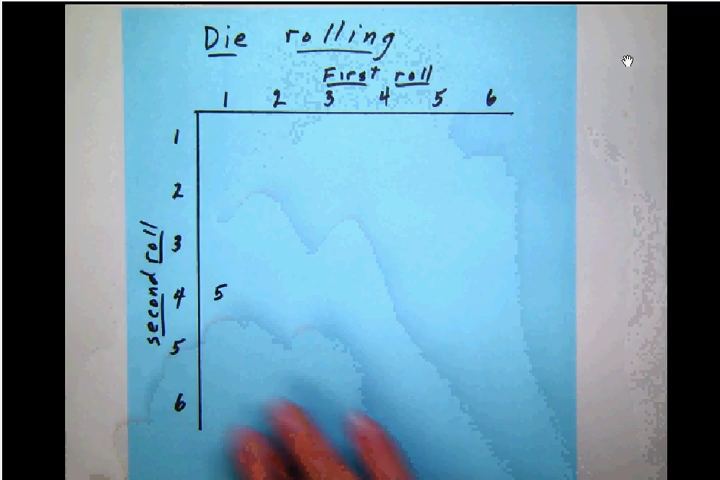 Die rolling
First roll
1 2 3 4 5 6
1
2
3
second roll
4 5
5
6